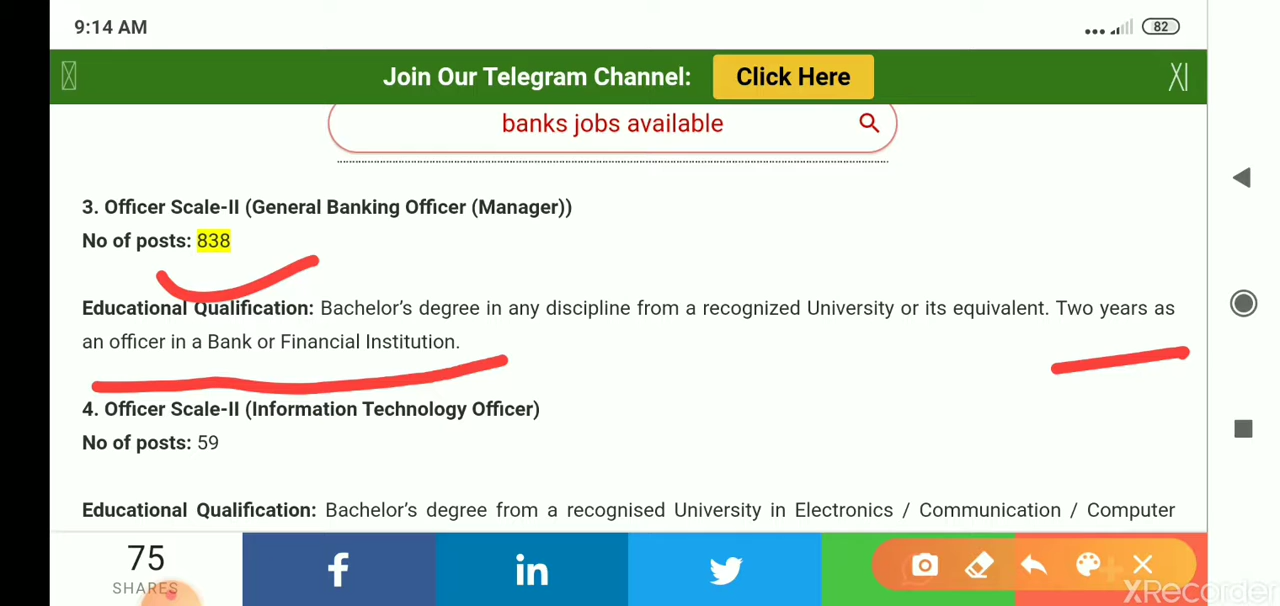 9:14 AM
82
Join Our Telegram Channel: Click Here
banks jobs available
3. Officer Scale-II (General Banking Officer (Manager))
No of posts: 838
Educational Qualification: Bachelor's degree in any discipline from a recognized University or its equivalent. Two years as
an officer in a Bank or Financial Institution.
4. Officer Scale-II (Information Technology Officer)
No of posts: 59
Educational Qualification: Bachelor's degree from a recognised University in Electronics / Communication / Computer
75
SHARES
XRecorder